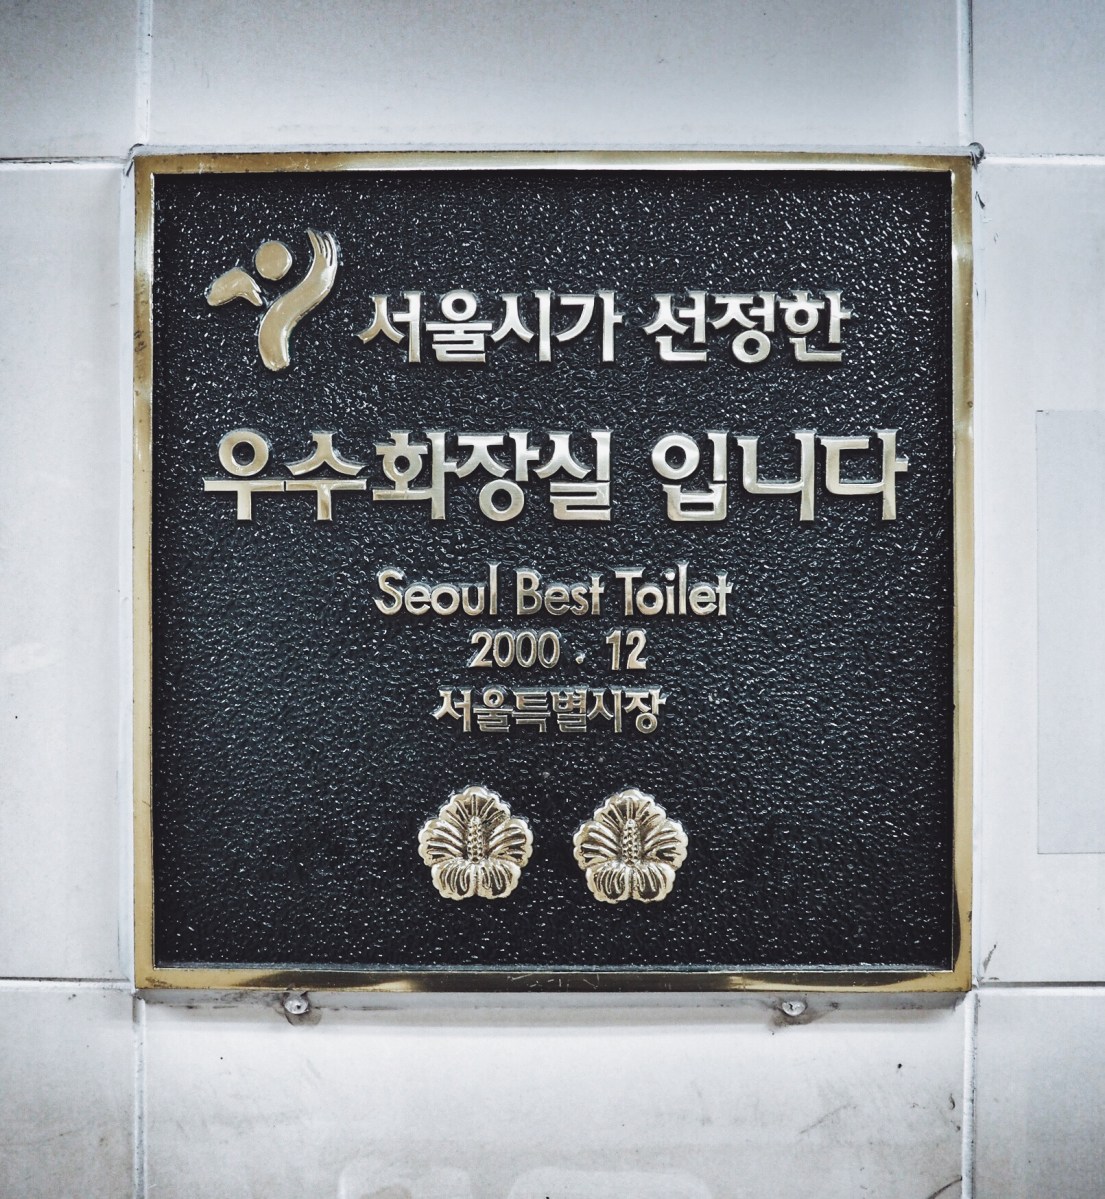 서울시가 선정한
우수화장실 입니다
Seoul Best Toilet
2000 . 12
서울특별시장